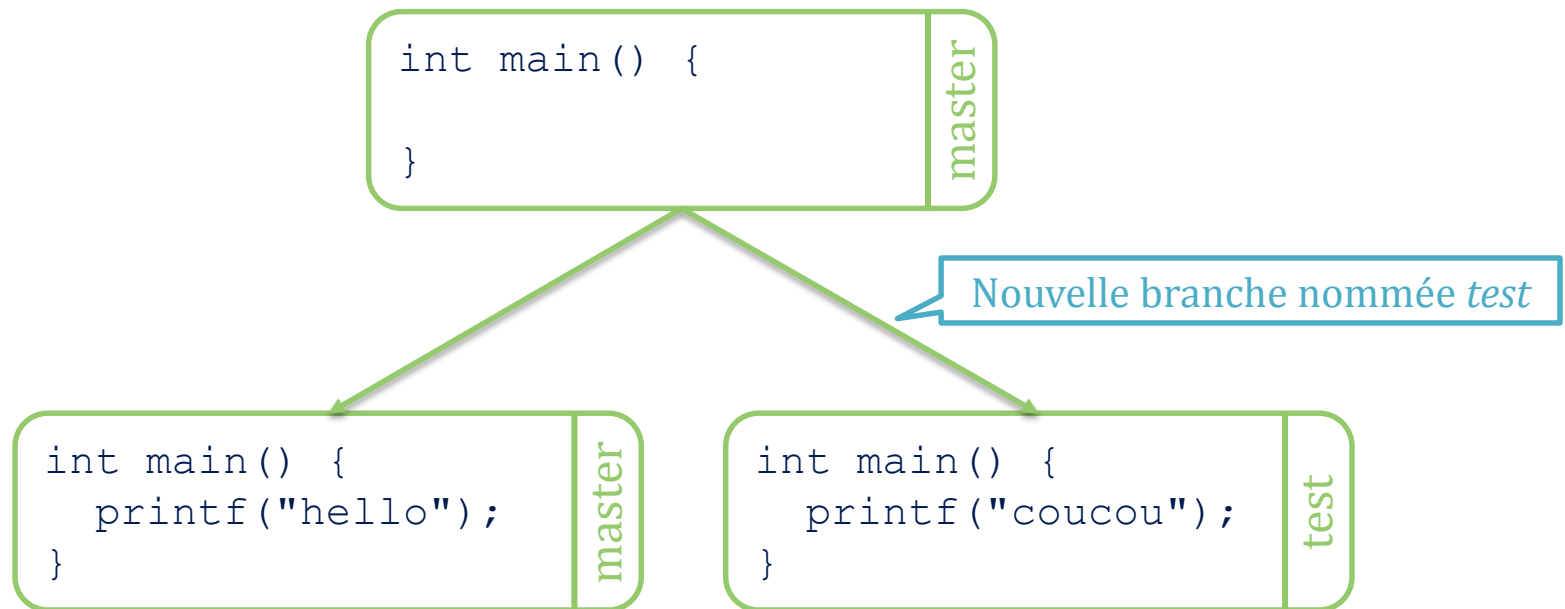 int main() {
}
master
Nouvelle branche nommée test
int main() {
  printf("hello");
}
master
int main() {
  printf("coucou");
}
test